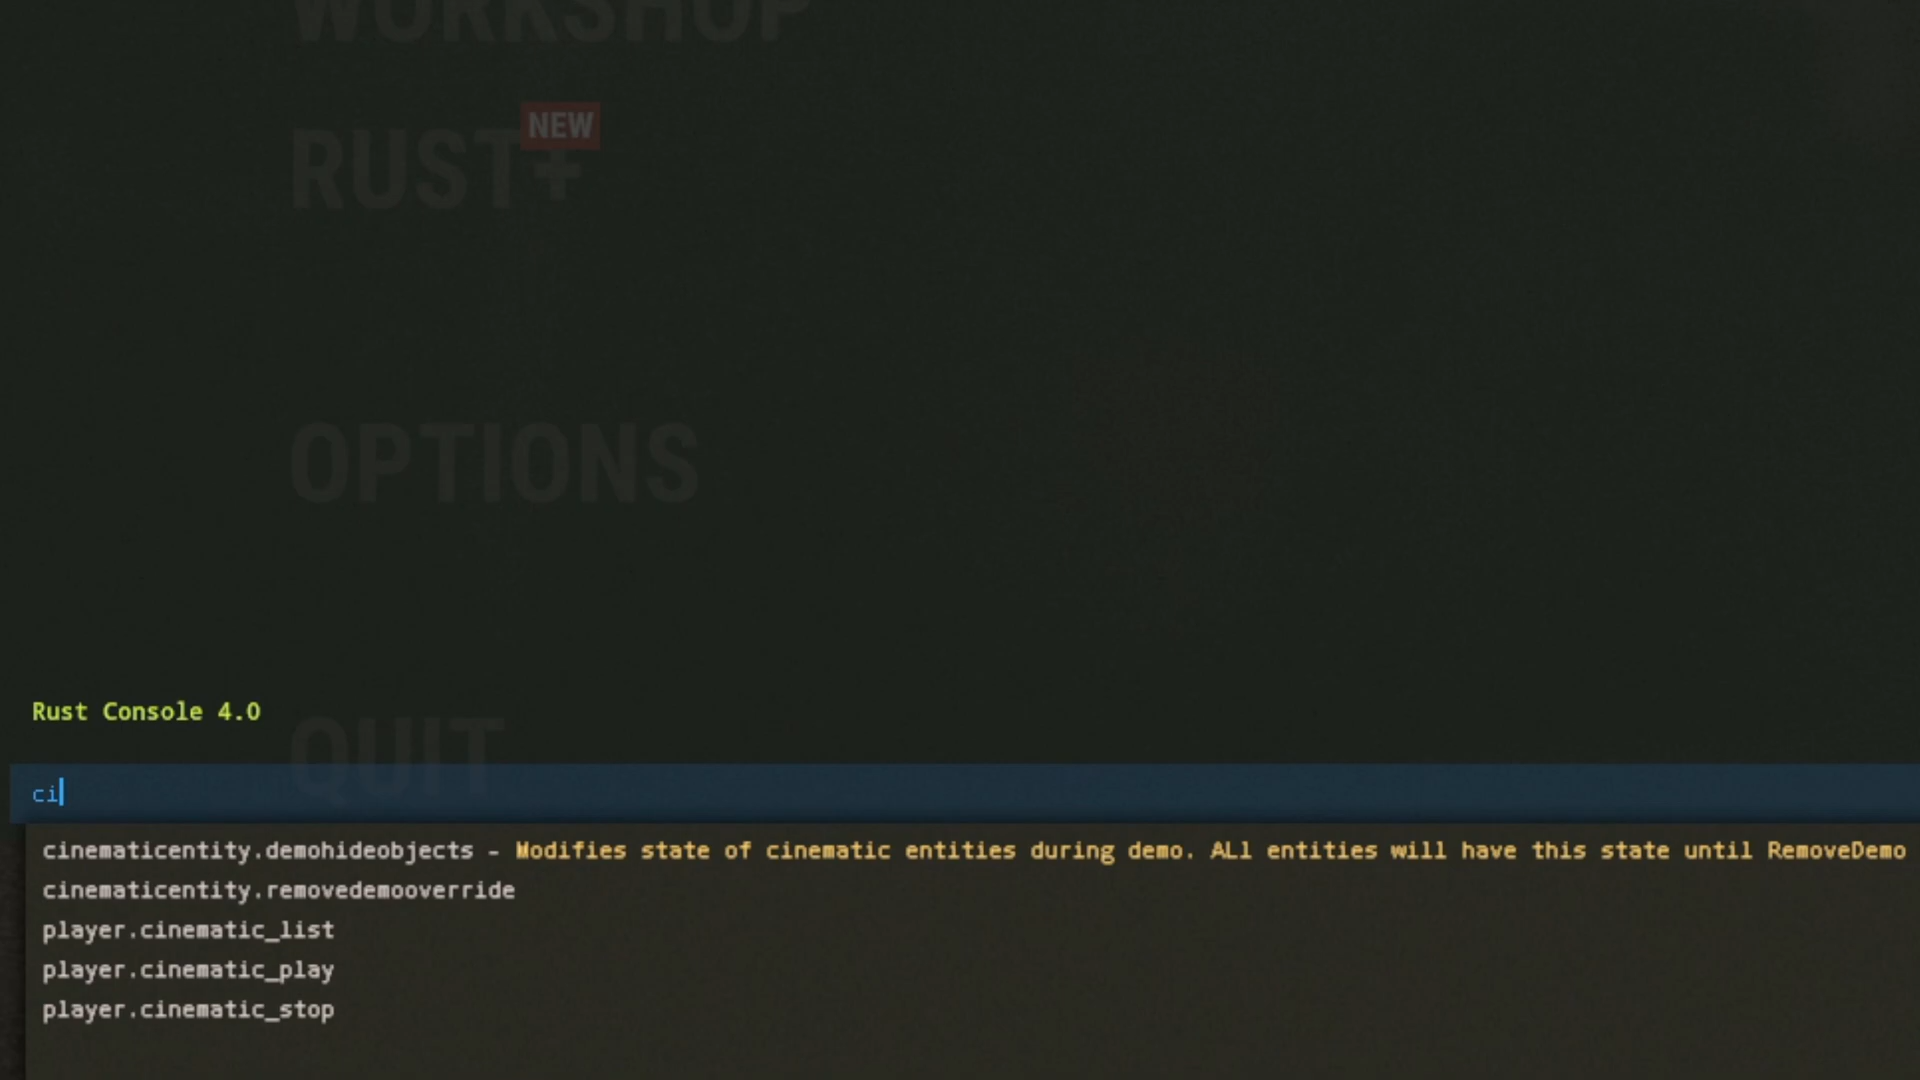 WORKSHOP
NEW
RUST+
OPTIONS
Rust Console 4.0
QUIT
ci
cinematicentity.demohideobjects - Modifies state of cinematic entities during demo. ALl entities will have this state until RemoveDemo
cinematicentity.removedemooverride
player.cinematic_list
player.cinematic_play
player.cinematic_stop